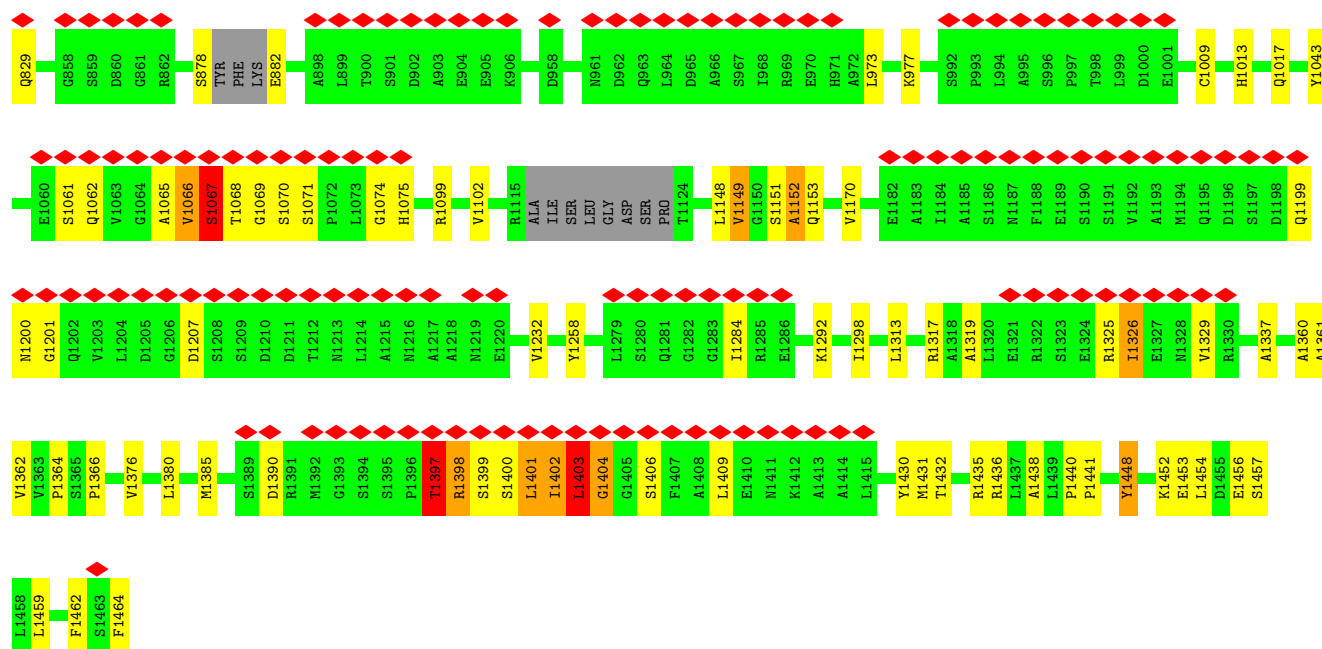 Q829 G858 S859 D860 G861 R862 S878 TYR PHE LYS E882 A898 L899 T900 S901 D902 A903 E904 E905 K906 D958 N961 D962 Q963 L964 D965 A966 S967 I968 R969 E970 H971 A972 L973 K977 S992 P993 L994 A995 S996 P997 T998 L999 D1000 E1001 C1009 H1013 Q1017 Y1043
E1060 S1061 Q1062 V1063 G1064 A1065 V1066 S1067 T1068 G1069 S1070 S1071 P1072 L1073 G1074 H1075 R1099 V1102 R1115 ALA ILE SER LEU GLY ASP SER PRO T1124 L1148 V1149 G1150 S1151 A1152 Q1153 V1170 E1182 A1183 I1184 A1185 S1186 N1187 F1188 E1189 S1190 S1191 V1192 A1193 M1194 Q1195 D1196 S1197 D1198 Q1199
N1200 G1201 Q1202 V1203 L1204 D1205 G1206 D1207 S1208 S1209 D1210 D1211 T1212 N1213 L1214 A1215 N1216 A1217 A1218 N1219 E1220 V1232 Y1258 L1279 S1280 Q1281 G1282 G1283 I1284 R1285 E1286 K1292 I1298 L1313 R1317 A1318 A1319 L1320 E1321 R1322 S1323 E1324 R1325 I1326 E1327 N1328 V1329 R1330 A1337 A1360 A1361
V1362 V1363 P1364 S1365 P1366 V1376 L1380 M1385 S1389 D1390 R1391 M1392 G1393 S1394 S1395 P1396 T1397 R1398 S1399 S1400 L1401 I1402 L1403 G1404 G1405 S1406 F1407 A1408 L1409 E1410 N1411 K1412 A1413 A1414 L1415 Y1430 M1431 T1432 R1435 R1436 L1437 A1438 L1439 P1440 P1441 Y1448 K1452 E1453 L1454 D1455 E1456 S1457
L1458 L1459 F1462 S1463 F1464